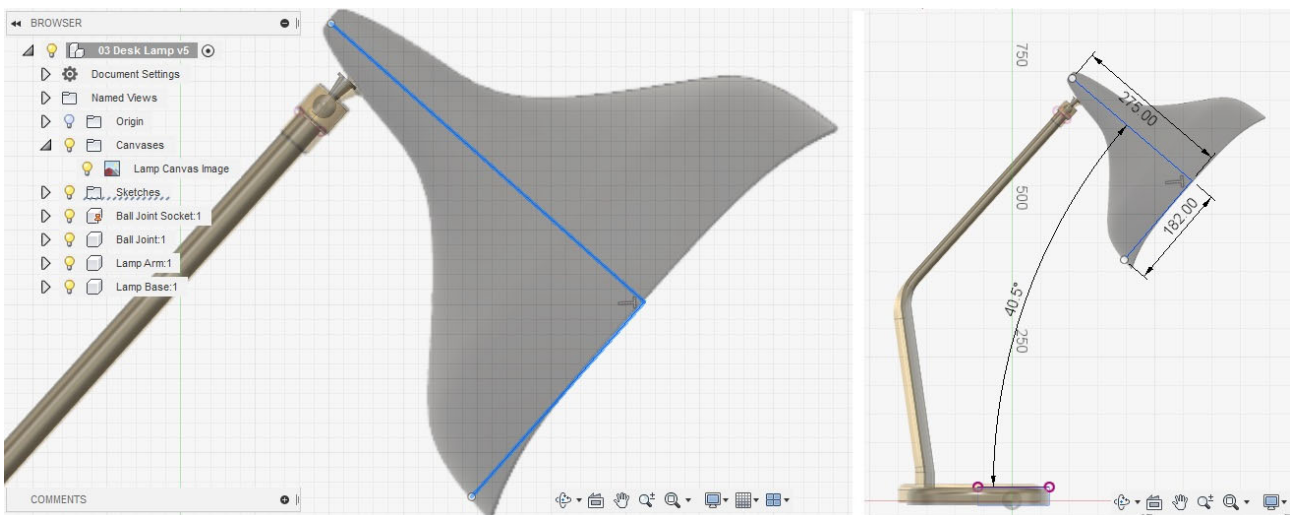 BROWSER
03 Desk Lamp v5
Document Settings
Named Views
Origin
Canvases
Lamp Canvas Image
Sketches
Ball Joint Socket:1
Ball Joint:1
Lamp Arm:1
Lamp Base:1
COMMENTS
750
275.00
500
182.00
40.5°
250